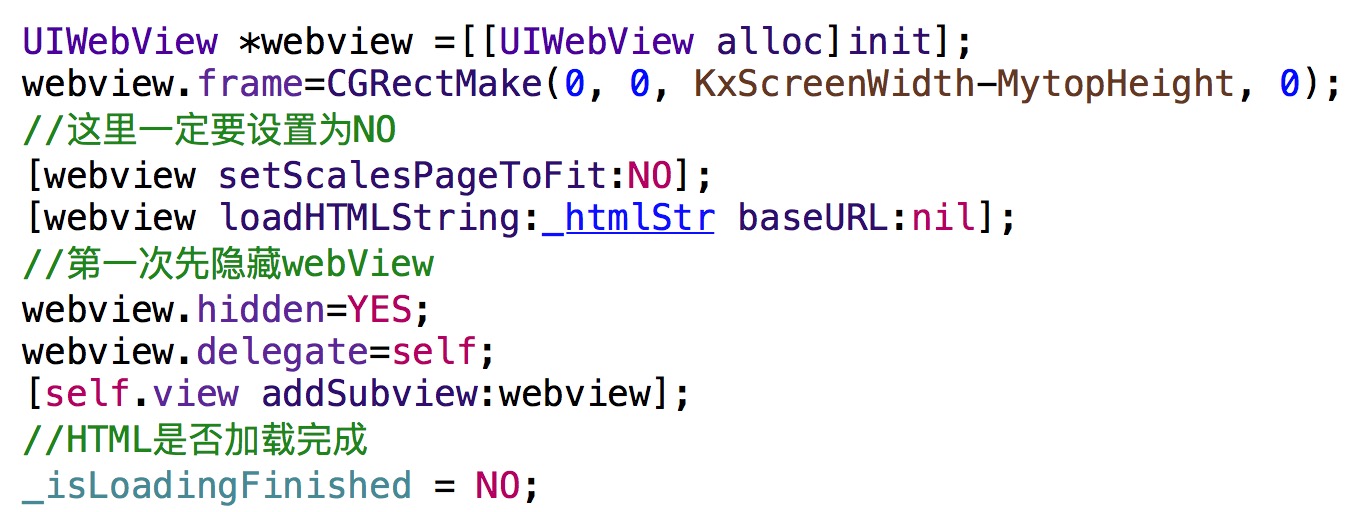 UIWebView *webview =[[UIWebView alloc]init];
webview.frame=CGRectMake(0, 0, KxScreenWidth-MytopHeight, 0);
//这里一定要设置为NO
[webview setScalesPageToFit:NO];
[webview loadHTMLString:_htmlStr baseURL:nil];
//第一次先隐藏webView
webview.hidden=YES;
webview.delegate=self;
[self.view addSubview:webview];
//HTML是否加载完成
_isLoadingFinished = NO;